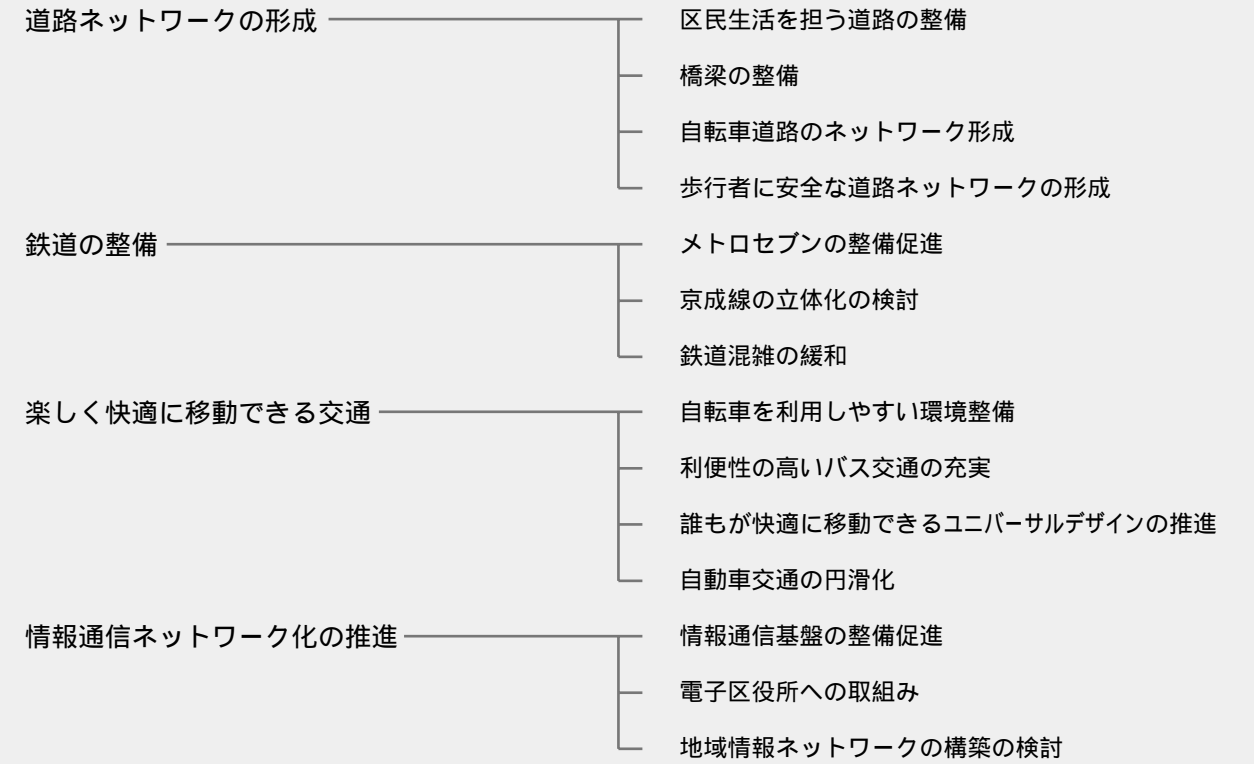 道路ネットワークの形成
区民生活を担う道路の整備
橋梁の整備
自転車道路のネットワーク形成
歩行者に安全な道路ネットワークの形成
鉄道の整備
メトロセブンの整備促進
京成線の立体化の検討
鉄道混雑の緩和
楽しく快適に移動できる交通
自転車を利用しやすい環境整備
利便性の高いバス交通の充実
誰もが快適に移動できるユニバーサルデザインの推進
自動車交通の円滑化
情報通信ネットワーク化の推進
情報通信基盤の整備促進
電子区役所への取組み
地域情報ネットワークの構築の検討